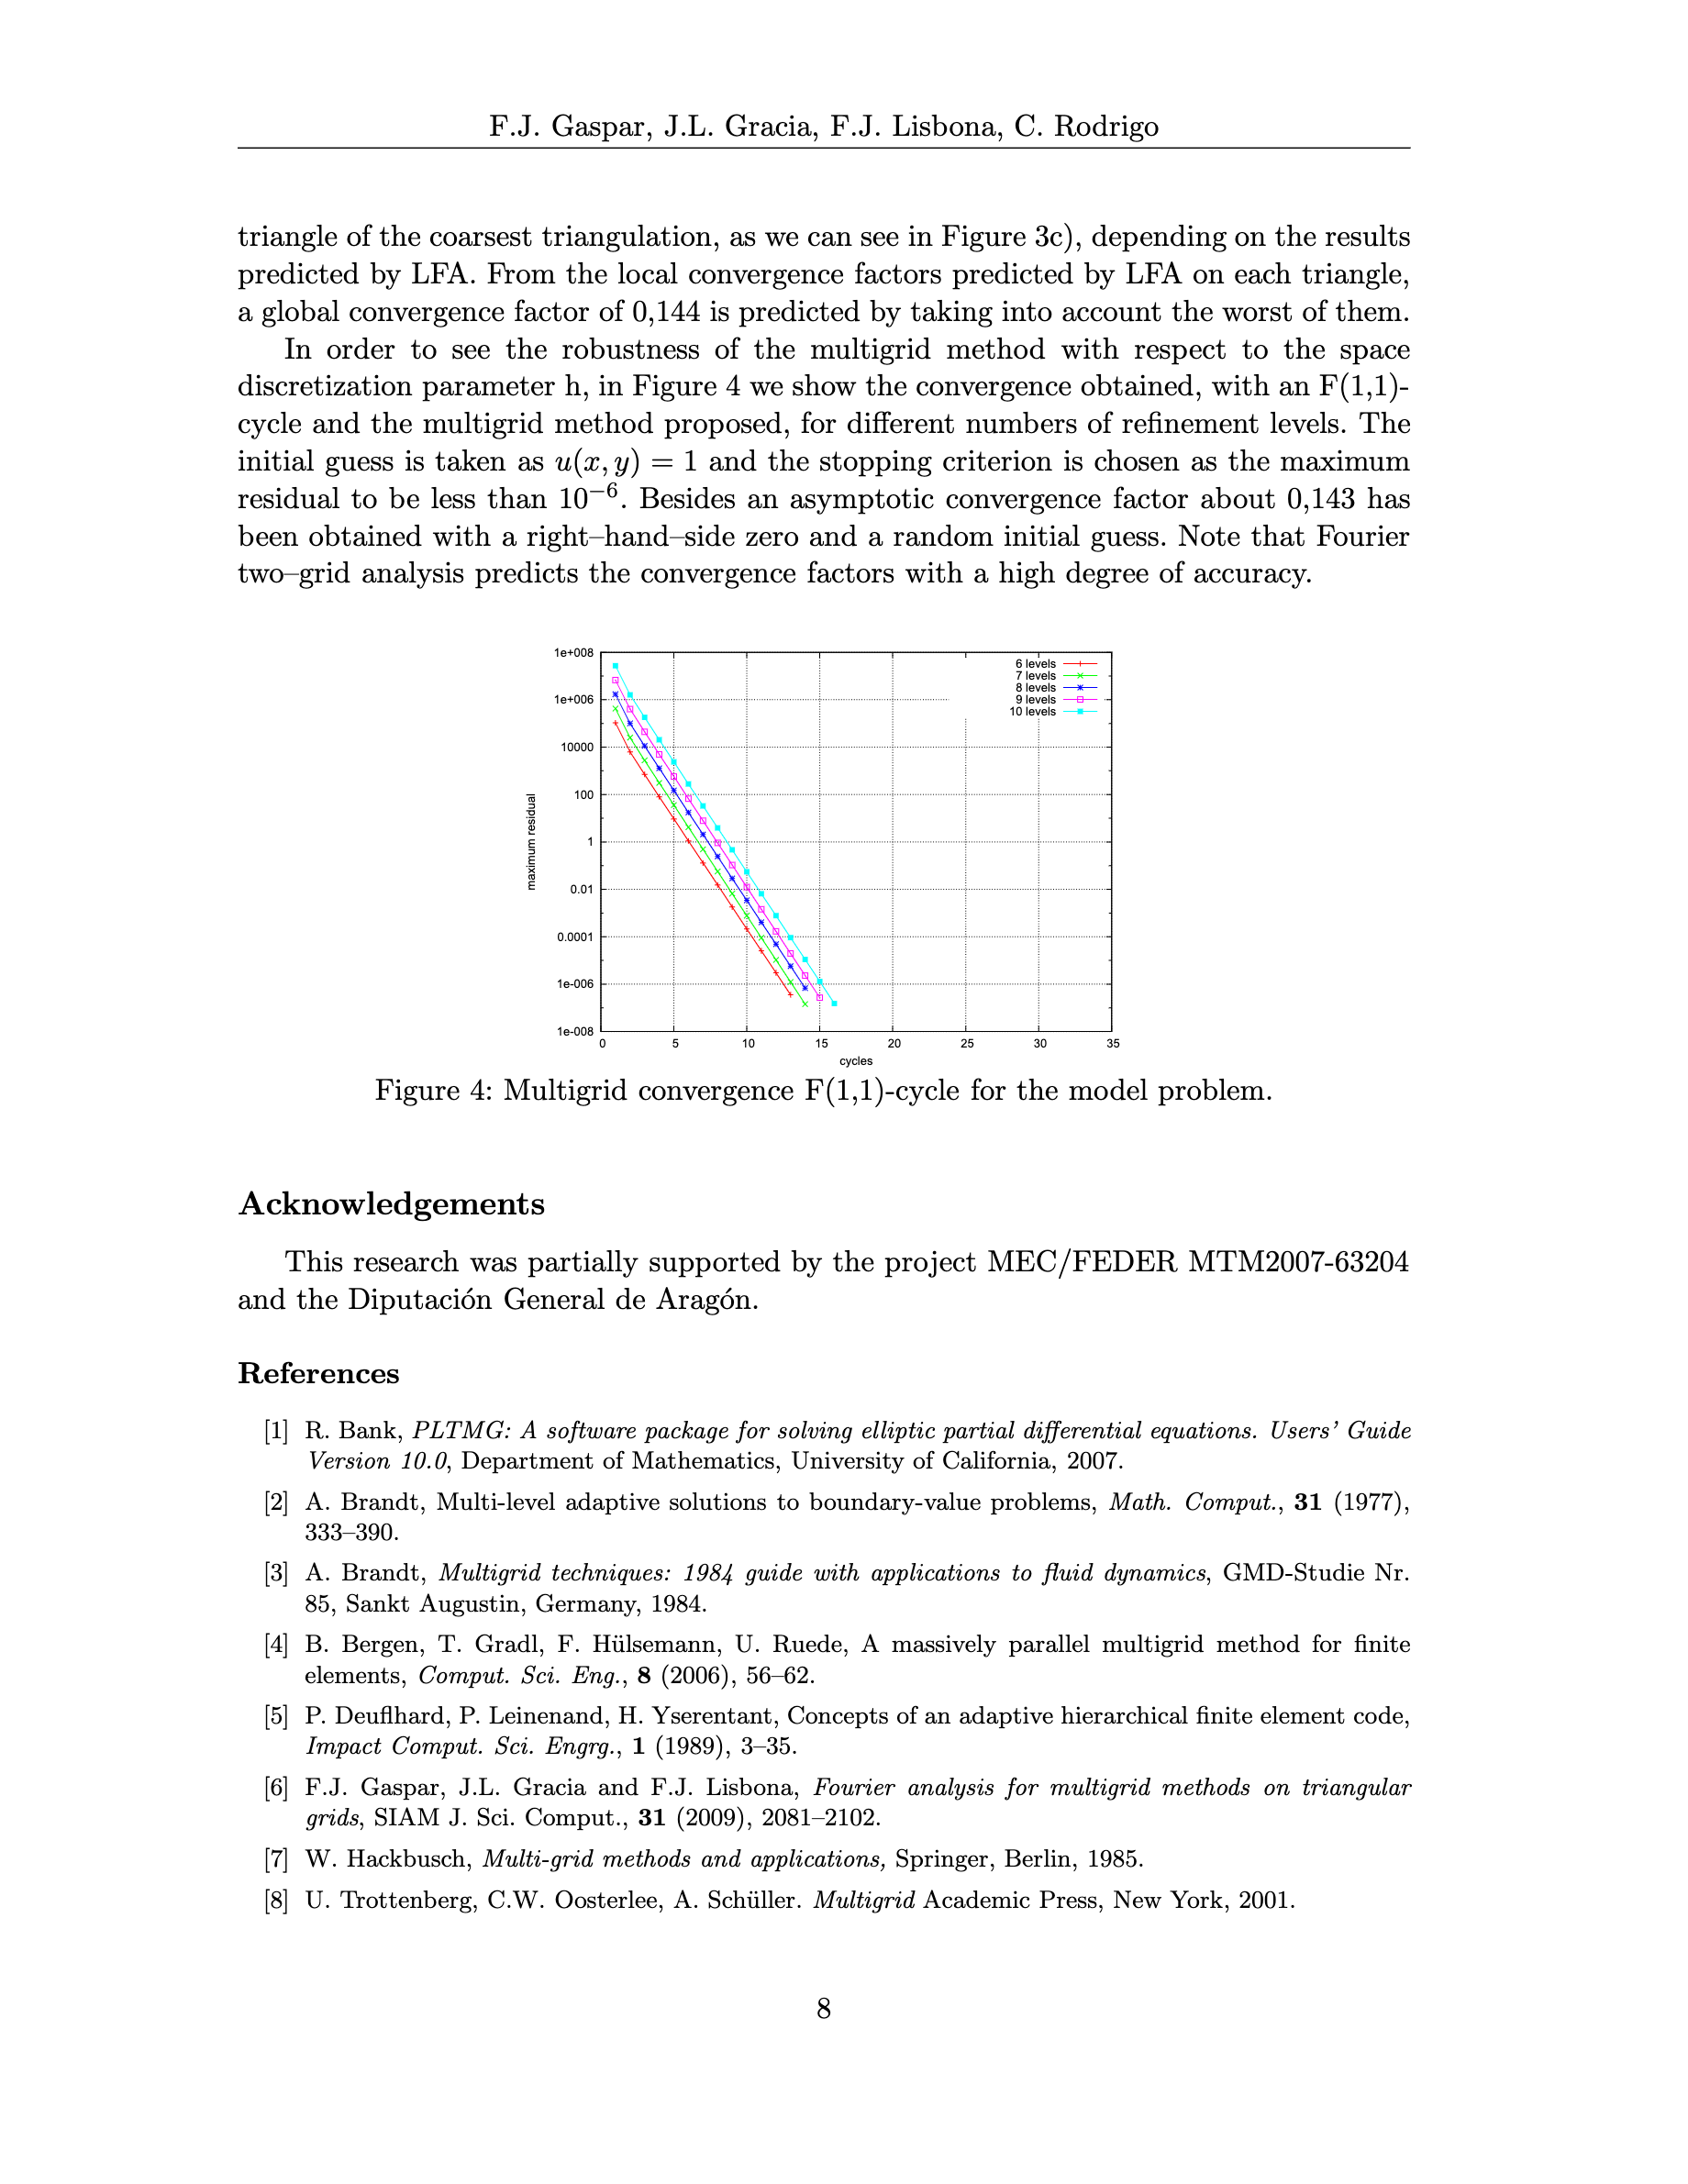 F.J. Gaspar, J.L. Gracia, F.J. Lisbona, C. Rodrigo
triangle of the coarsest triangulation, as we can see in Figure 3c), depending on the results
predicted by LFA. From the local convergence factors predicted by LFA on each triangle,
a global convergence factor of 0,144 is predicted by taking into account the worst of them.
In order to see the robustness of the multigrid method with respect to the space
discretization parameter h, in Figure 4 we show the convergence obtained, with an F(1,1)-
cycle and the multigrid method proposed, for different numbers of refinement levels. The
initial guess is taken as u(x, y) = 1 and the stopping criterion is chosen as the maximum
residual to be less than 10⁻⁶. Besides an asymptotic convergence factor about 0,143 has
been obtained with a right–hand–side zero and a random initial guess. Note that Fourier
two–grid analysis predicts the convergence factors with a high degree of accuracy.
1e+008
1e+006
10000
100
1
0.01
0.0001
1e-006
1e-008
maximum residual
6 levels
7 levels
8 levels
9 levels
10 levels
0 5 10 15 20 25 30 35
cycles
Figure 4: Multigrid convergence F(1,1)-cycle for the model problem.
Acknowledgements
This research was partially supported by the project MEC/FEDER MTM2007-63204
and the Diputación General de Aragón.
References
[1] R. Bank, PLTMG: A software package for solving elliptic partial differential equations. Users' Guide
Version 10.0, Department of Mathematics, University of California, 2007.
[2] A. Brandt, Multi-level adaptive solutions to boundary-value problems, Math. Comput., 31 (1977),
333–390.
[3] A. Brandt, Multigrid techniques: 1984 guide with applications to fluid dynamics, GMD-Studie Nr.
85, Sankt Augustin, Germany, 1984.
[4] B. Bergen, T. Gradl, F. Hülsemann, U. Ruede, A massively parallel multigrid method for finite
elements, Comput. Sci. Eng., 8 (2006), 56–62.
[5] P. Deuflhard, P. Leinenand, H. Yserentant, Concepts of an adaptive hierarchical finite element code,
Impact Comput. Sci. Engrg., 1 (1989), 3–35.
[6] F.J. Gaspar, J.L. Gracia and F.J. Lisbona, Fourier analysis for multigrid methods on triangular
grids, SIAM J. Sci. Comput., 31 (2009), 2081–2102.
[7] W. Hackbusch, Multi-grid methods and applications, Springer, Berlin, 1985.
[8] U. Trottenberg, C.W. Oosterlee, A. Schüller. Multigrid Academic Press, New York, 2001.
8